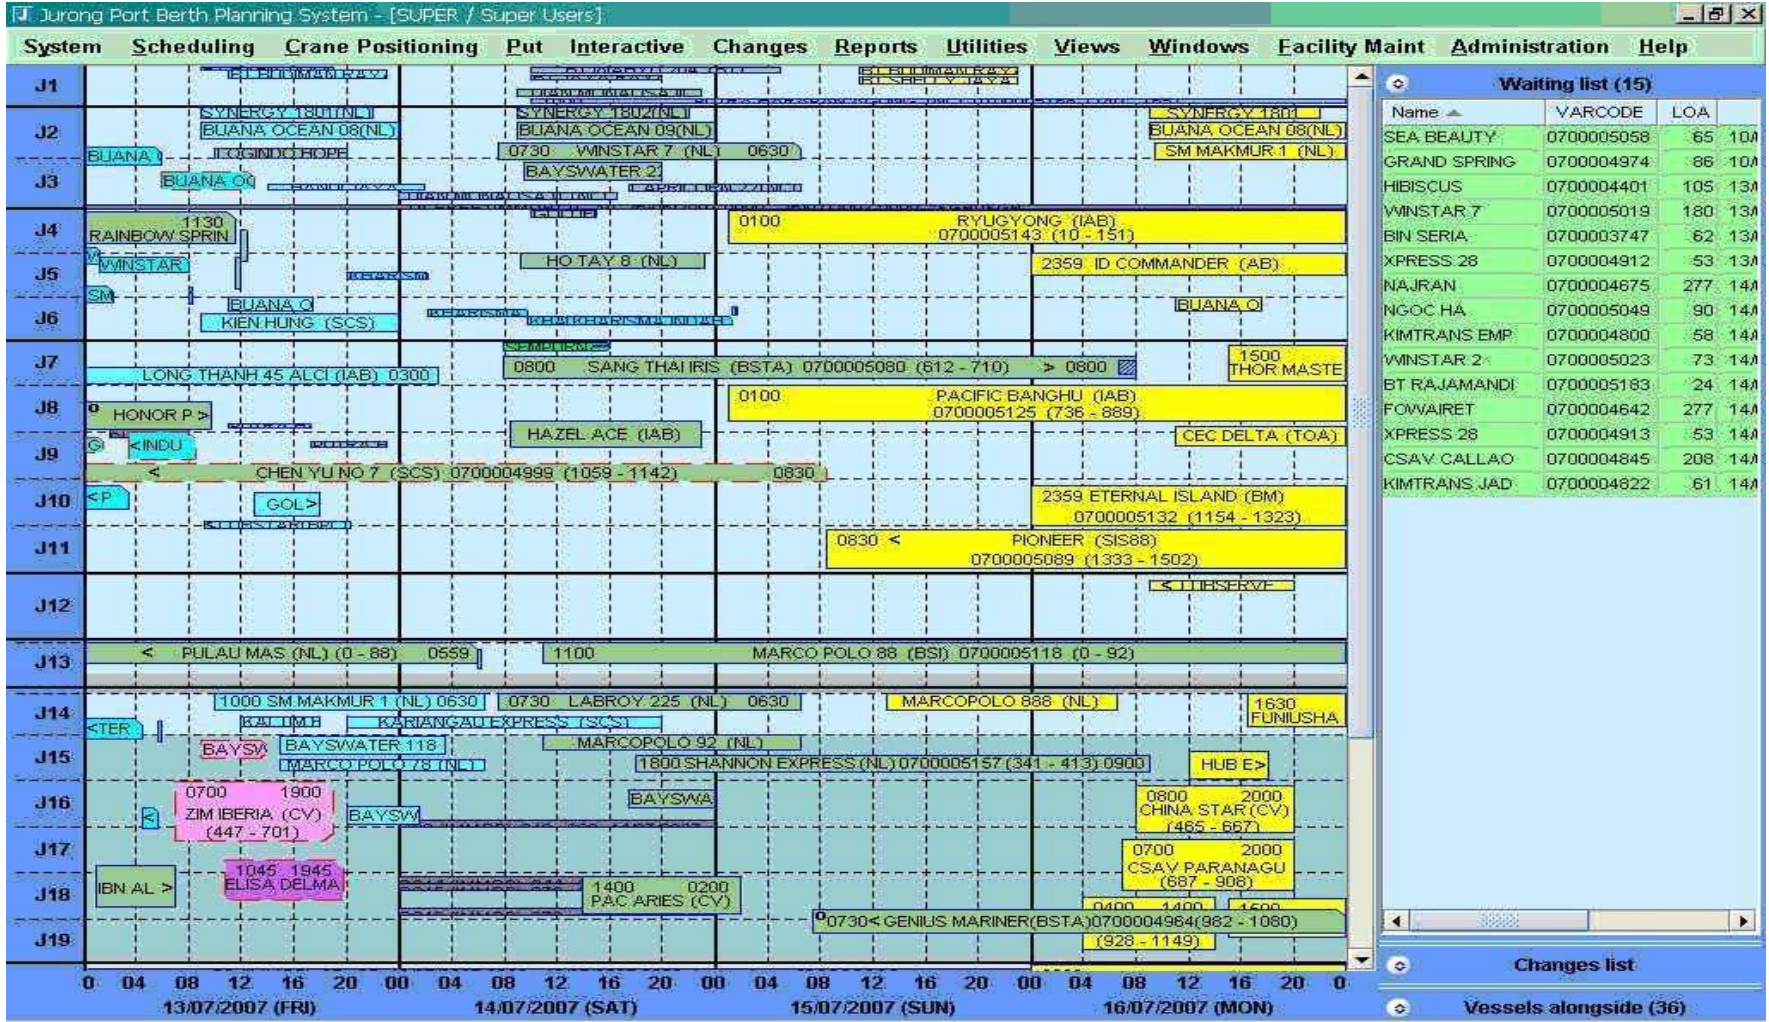 Jurong Port Berth Planning System - [SUPER / Super Users]
System Scheduling Crane Positioning Put Interactive Changes Reports Utilities Views Windows Facility Maint Administration Help
J1
J2
SYNERGY 1801(NL) SYNERGY 1802(NL) SYNERGY 1801
BUANA OCEAN 08(NL) BUANA OCEAN 09(NL) BUANA OCEAN 08(NL)
BUANA LOGINDO HOPE 0730 WINSTAR 7 (NL) 0630 SM MAKMUR 1 (NL)
J3
BUANA OC BAYSWATER 2
J4
1130
RAINBOW SPRIN
0100 RYUGYONG (IAB)
0700005143 (10 - 151)
J5
WINSTAR HO TAY 8 (NL) 2359 ID COMMANDER (AB)
SM
J6
BUANA O BUANA O
KIEN HUNG (SCS)
J7
LONG THANH 45 ALCI (IAB) 0300
0800 SANG THAI IRIS (BSTA) 0700005080 (612 - 710) > 0800
1500
THOR MASTE
J8
HONOR P >
0100 PACIFIC BANGHU (IAB)
0700005125 (736 - 889)
J9
G <INDU HAZEL ACE (IAB) CEC DELTA (TOA)
< CHEN YU NO 7 (SCS) 0700004999 (1059 - 1142) 0830
J10
<P GOL>
2359 ETERNAL ISLAND (BM)
0700005132 (1154 - 1323)
J11
0830 < PIONEER (SIS88)
0700005089 (1333 - 1502)
J12
J13
< PULAU MAS (NL) (0 - 88) 0559 1100 MARCO POLO 88 (BSI) 0700005118 (0 - 92)
J14
1000 SM MAKMUR 1 (NL) 0630 0730 LABROY 225 (NL) 0630 MARCOPOLO 888 (NL)
1630
FUNIUSHA
<TER KARIANGAU EXPRESS (SCS)
J15
BAYSW BAYSWATER 118 MARCOPOLO 92 (NL)
MARCO POLO 78 (NL) 1800 SHANNON EXPRESS (NL) 0700005157 (341 - 413) 0900 HUB E>
J16
0700 1900
ZIM IBERIA (CV)
(447 - 701)
< BAYSW BAYSWA
0800 2000
CHINA STAR (CV)
(465 - 667)
J17
0700 2000
CSAV PARANAGU
(687 - 908)
J18
IBN AL >
1045 1945
ELISA DELMA
1400 0200
PAC ARIES (CV)
0400 1400 1500
J19
0730< GENIUS MARINER(BSTA)0700004964(982 - 1080)
(928 - 1149)
0 04 08 12 16 20 00 04 08 12 16 20 00 04 08 12 16 20 00 04 08 12 16 20 0
13/07/2007 (FRI) 14/07/2007 (SAT) 15/07/2007 (SUN) 16/07/2007 (MON)
Waiting list (15)
Name VARCODE LOA
SEA BEAUTY 0700005058 65
GRAND SPRING 0700004974 86
HIBISCUS 0700004401 105
WINSTAR 7 0700005019 180
BIN SERIA 0700003747 62
XPRESS 28 0700004912 53
NAJRAN 0700004675 277
NGOC HA 0700005049 90
KIMTRANS EMP 0700004800 58
WINSTAR 2 0700005023 73
BT RAJAMANDI 0700005183 24
FOWAIRET 0700004642 277
XPRESS 28 0700004913 53
CSAV CALLAO 0700004845 208
KIMTRANS JAD 0700004822 61
Changes list
Vessels alongside (36)